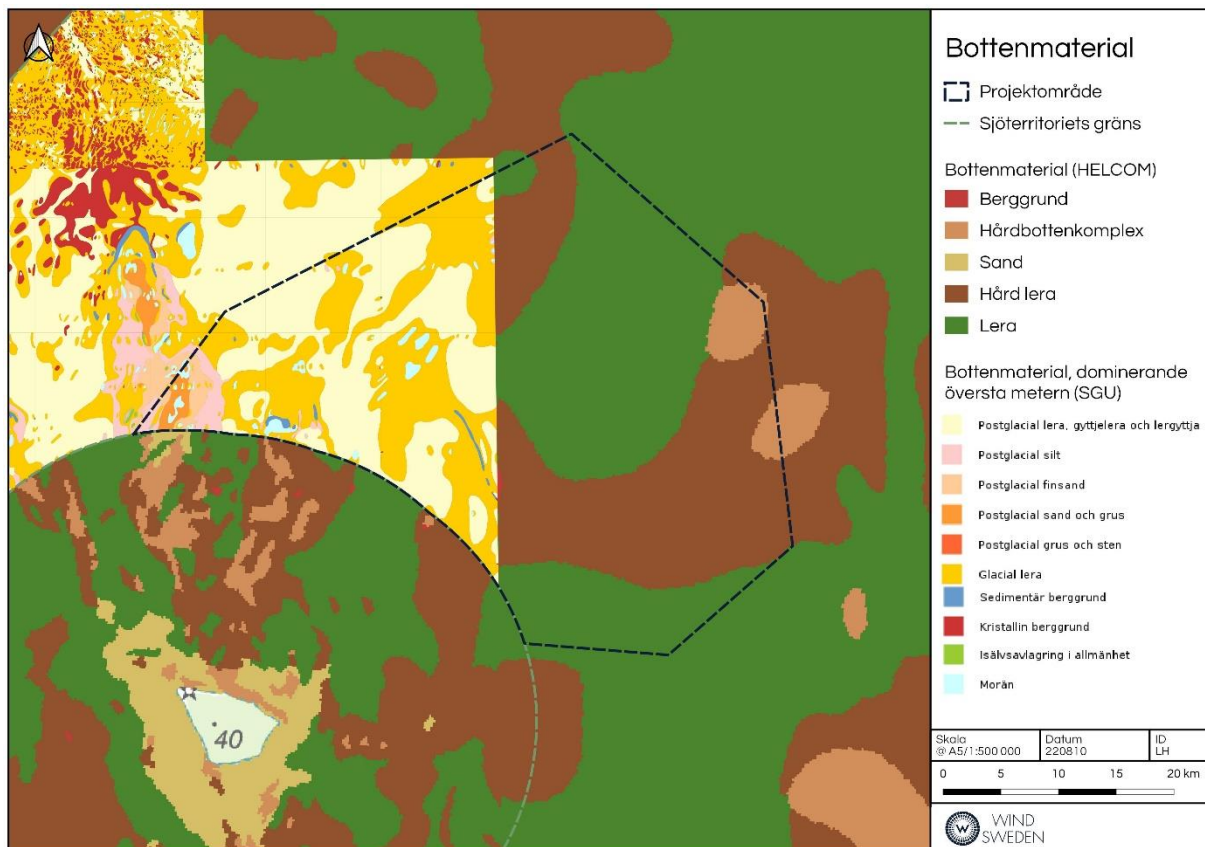 Bottenmaterial
Projektområde
Sjöterritoriets gräns
Bottenmaterial (HELCOM)
Berggrund
Hårdbottenkomplex
Sand
Hård lera
Lera
Bottenmaterial, dominerande
översta metern (SGU)
Postglacial lera, gyttjelera och lergyttja
Postglacial silt
Postglacial finsand
Postglacial sand och grus
Postglacial grus och sten
Glacial lera
Sedimentär berggrund
Kristallin berggrund
Isälvsavlagring i allmänhet
Morän
40
Skala
@ A5/1:500 000
Datum
220810
ID
LH
0 5 10 15 20 km
W
WIND
SWEDEN